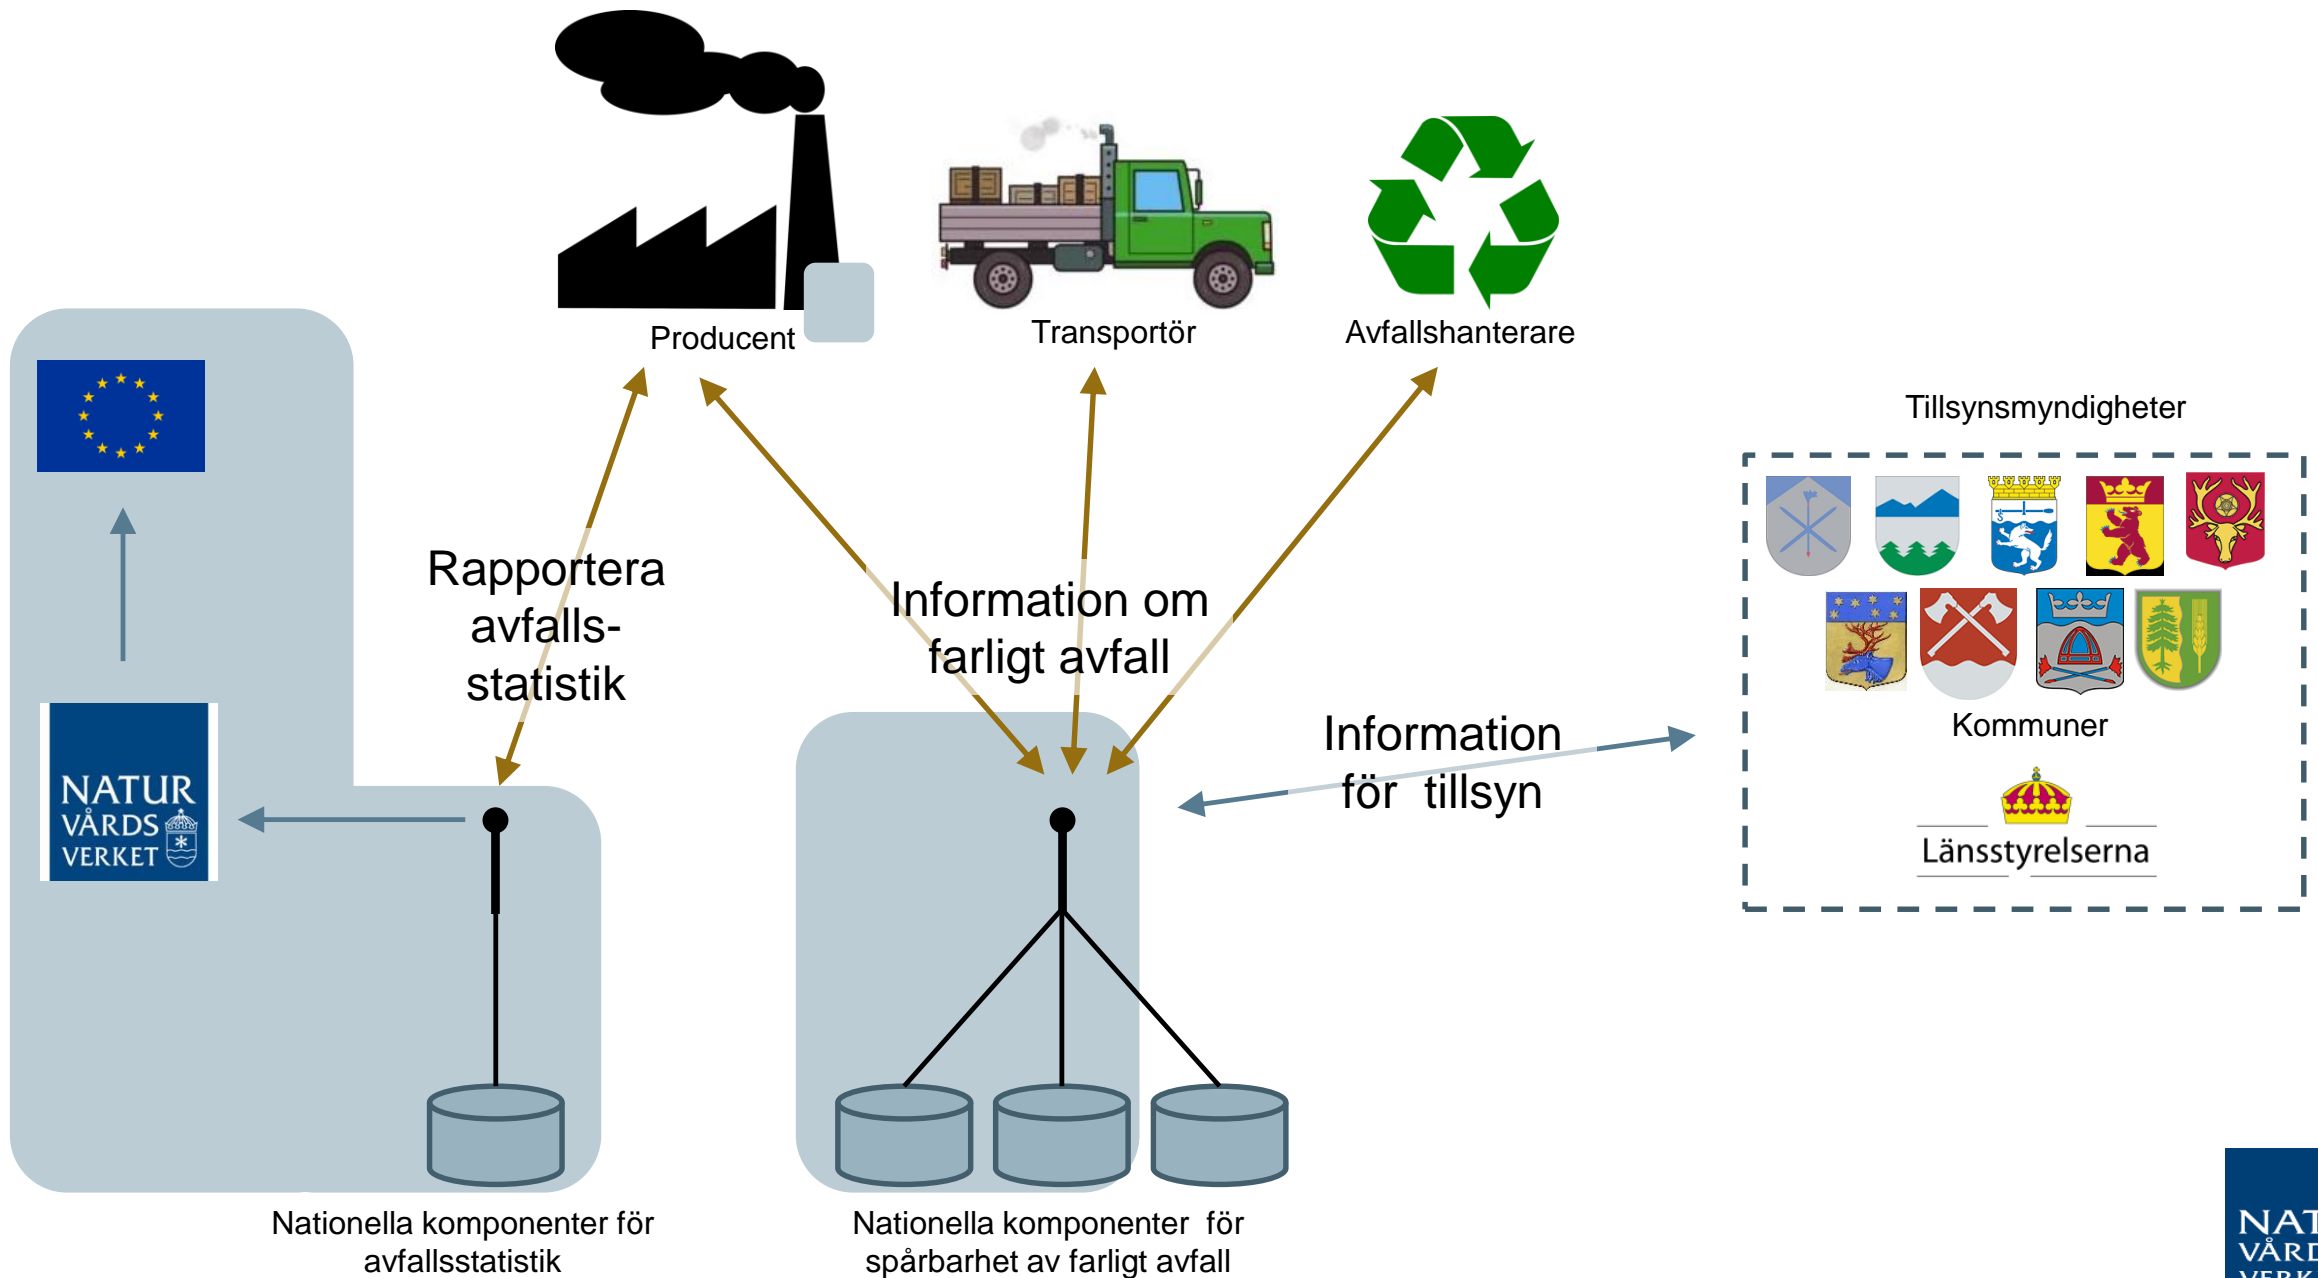 Producent
Transportör
Avfallshanterare
Tillsynsmyndigheter
Rapportera
avfalls-
statistik
Information om
farligt avfall
Information
för tillsyn
Kommuner
Länsstyrelserna
NATUR
VÅRDS
VERKET
Nationella komponenter för
avfallsstatistik
Nationella komponenter för
spårbarhet av farligt avfall